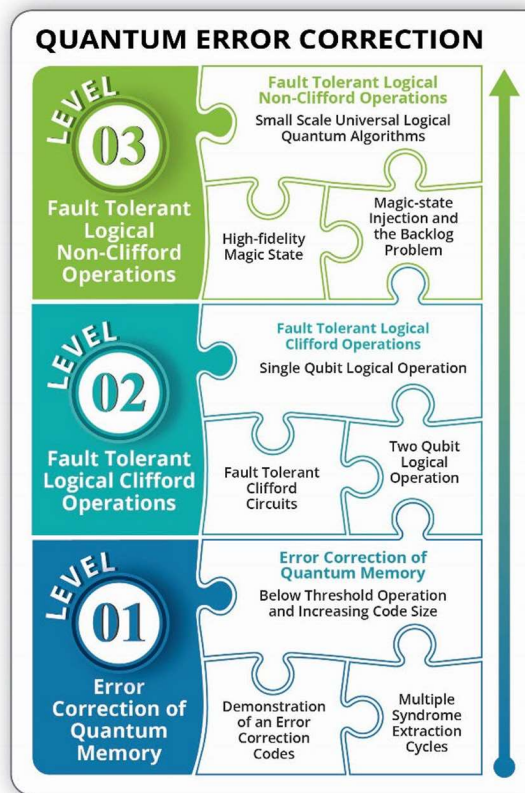 QUANTUM ERROR CORRECTION
LEVEL
03
Fault Tolerant
Logical
Non-Clifford
Operations
Fault Tolerant Logical
Non-Clifford Operations
Small Scale Universal Logical
Quantum Algorithms
High-fidelity
Magic State
Magic-state
Injection and
the Backlog
Problem
LEVEL
02
Fault Tolerant
Logical Clifford
Operations
Fault Tolerant Logical
Clifford Operations
Single Qubit Logical Operation
Fault Tolerant
Clifford
Circuits
Two Qubit
Logical
Operation
LEVEL
01
Error
Correction of
Quantum
Memory
Error Correction of
Quantum Memory
Below Threshold Operation
and Increasing Code Size
Demonstration
of an Error
Correction
Codes
Multiple
Syndrome
Extraction
Cycles